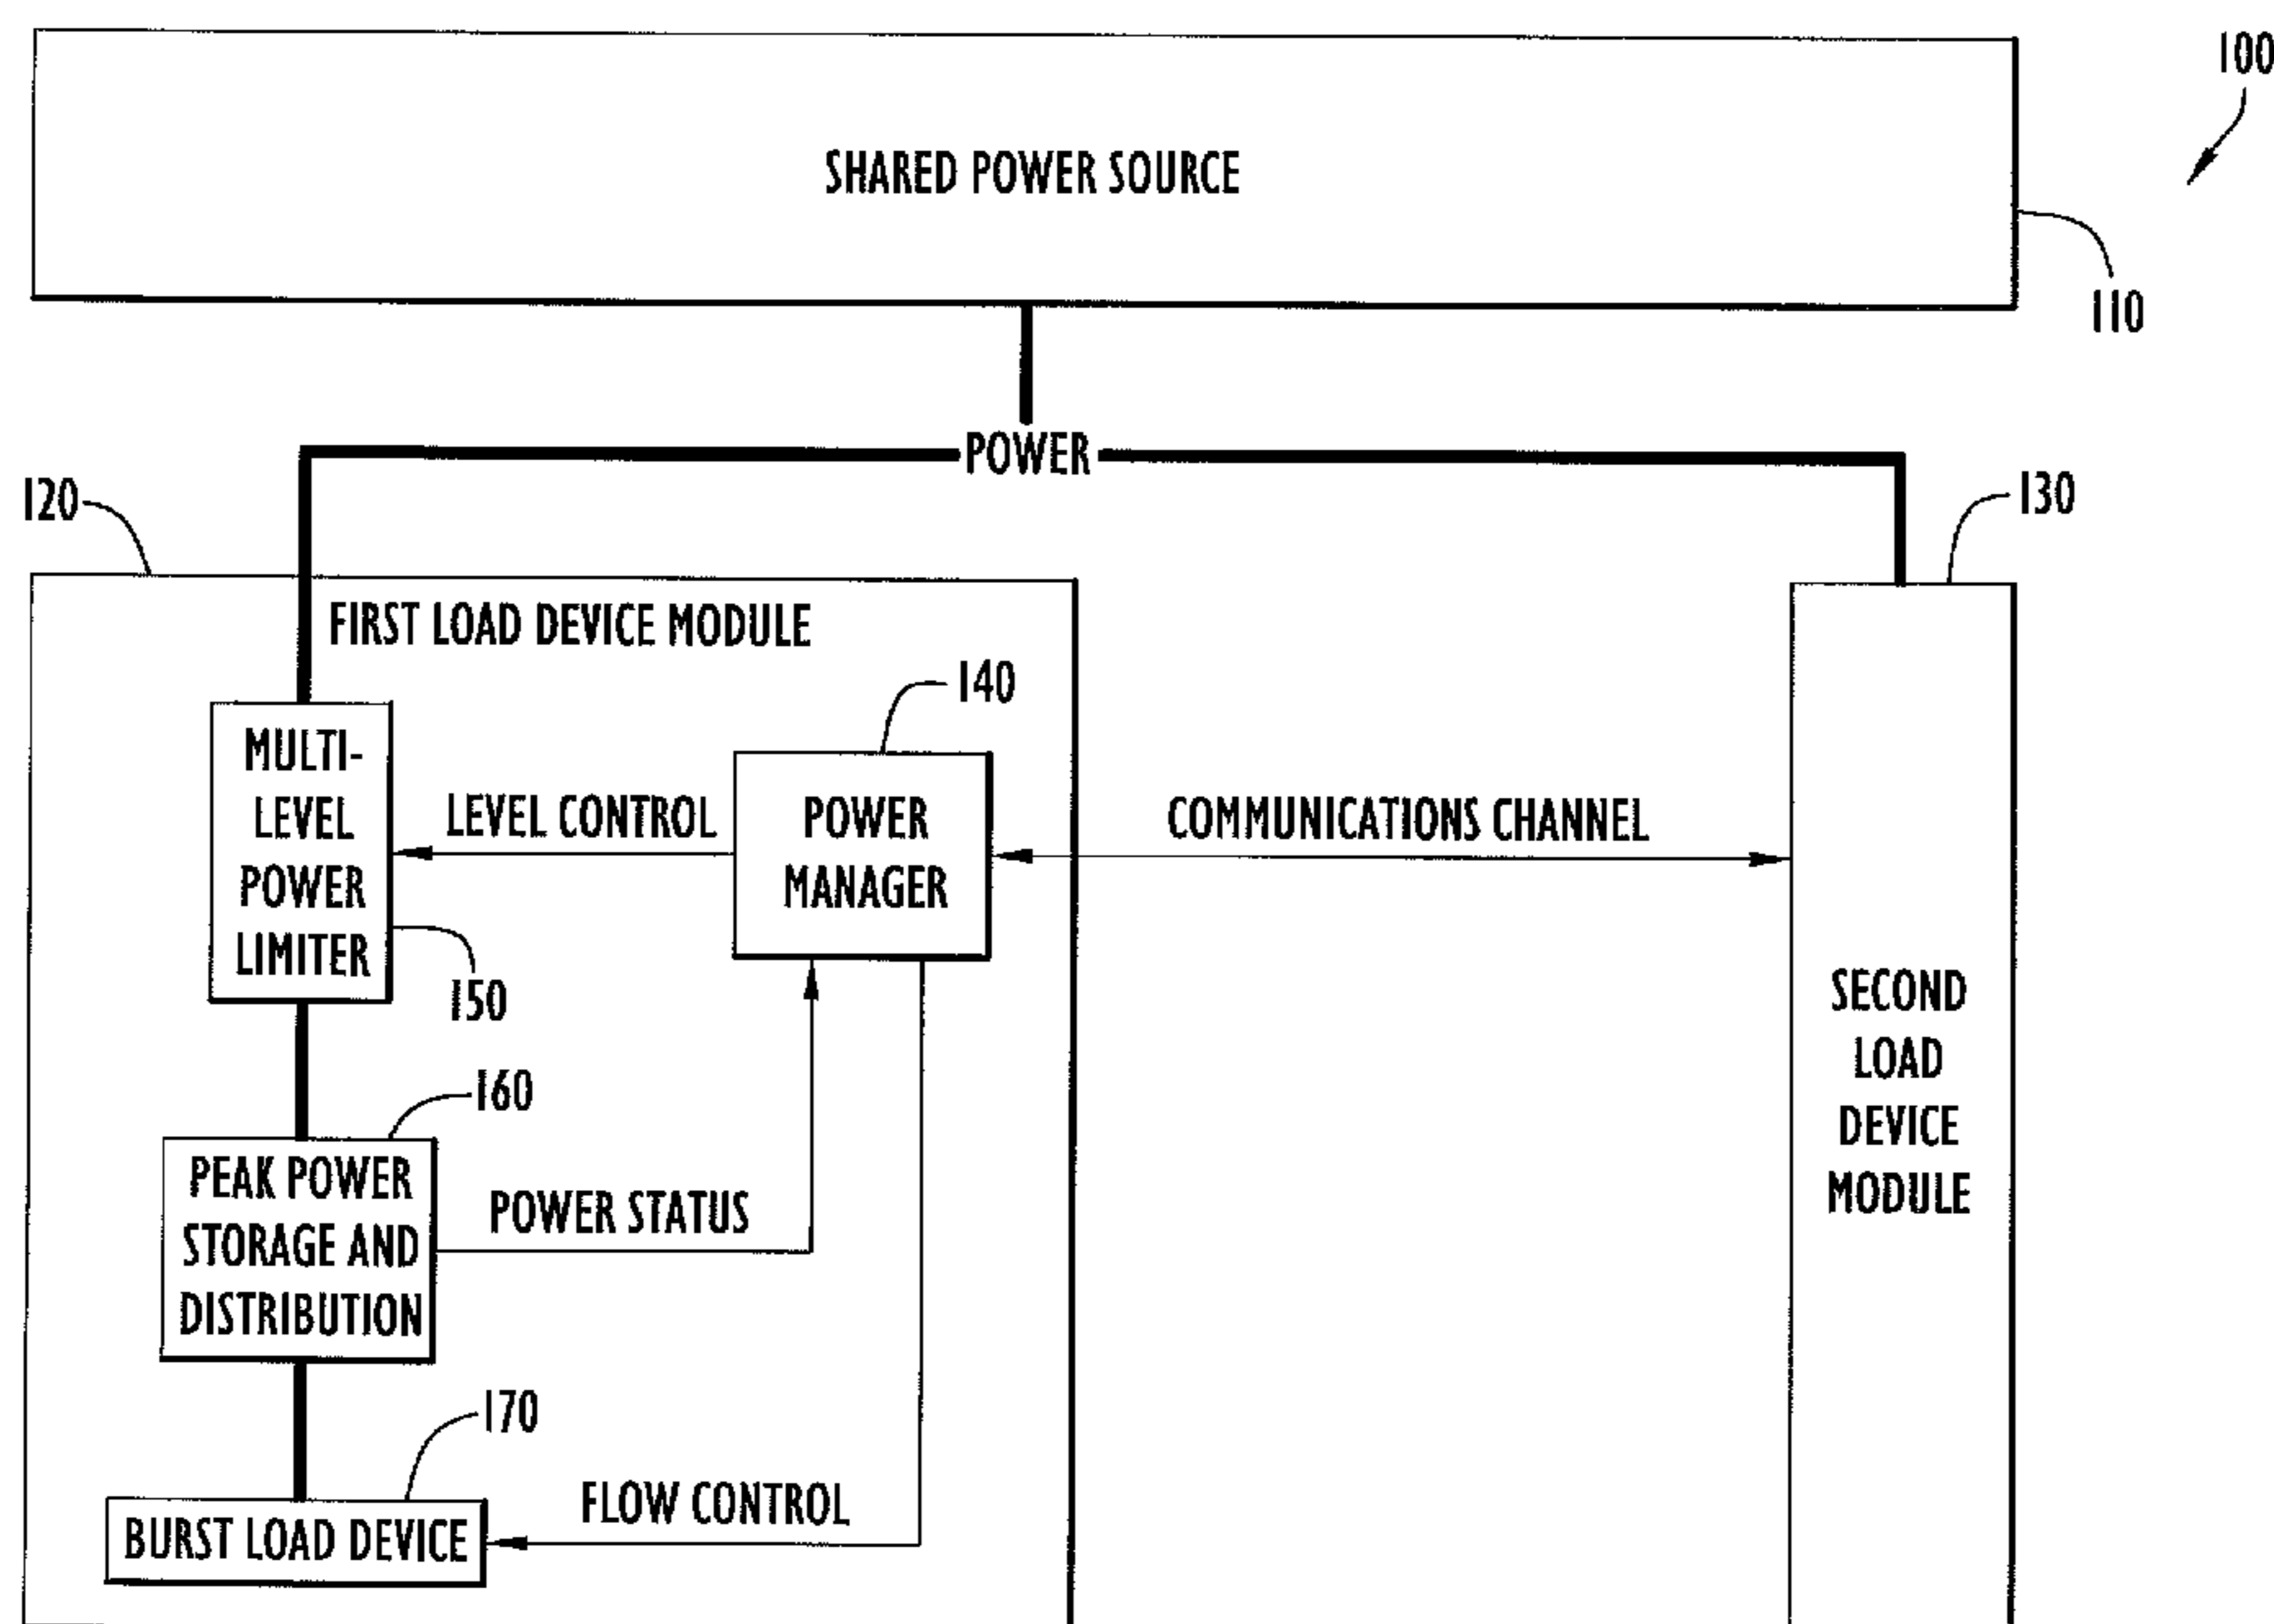 100
SHARED POWER SOURCE
110
POWER
120
130
FIRST LOAD DEVICE MODULE
140
MULTI-
LEVEL
POWER
LIMITER
LEVEL CONTROL
POWER
MANAGER
COMMUNICATIONS CHANNEL
150
SECOND
LOAD
DEVICE
MODULE
160
PEAK POWER
STORAGE AND
DISTRIBUTION
POWER STATUS
170
BURST LOAD DEVICE
FLOW CONTROL